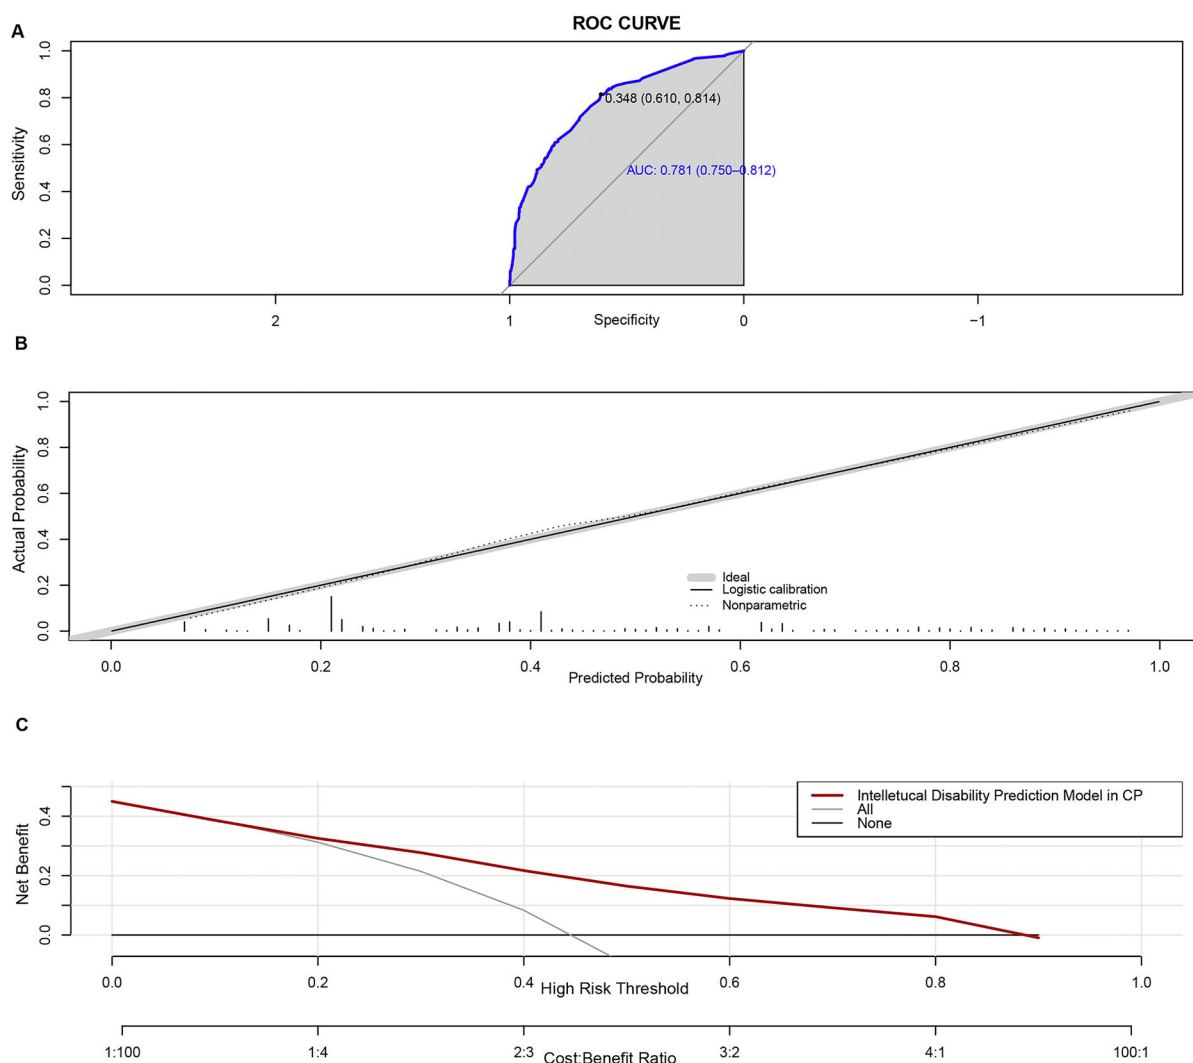 A
ROC CURVE
Sensitivity
1.0
0.8
0.6
0.4
0.2
0.0
0.348 (0.610, 0.814)
AUC: 0.781 (0.750–0.812)
2 1 0 −1
Specificity
B
Actual Probability
1.0
0.8
0.6
0.4
0.2
0.0
Ideal
Logistic calibration
Nonparametric
0.0 0.2 0.4 0.6 0.8 1.0
Predicted Probability
C
Net Benefit
0.4
0.2
0.0
Intelletucal Disability Prediction Model in CP
All
None
0.0 0.2 0.4 0.6 0.8 1.0
High Risk Threshold
1:100 1:4 2:3 3:2 4:1 100:1
Cost:Benefit Ratio